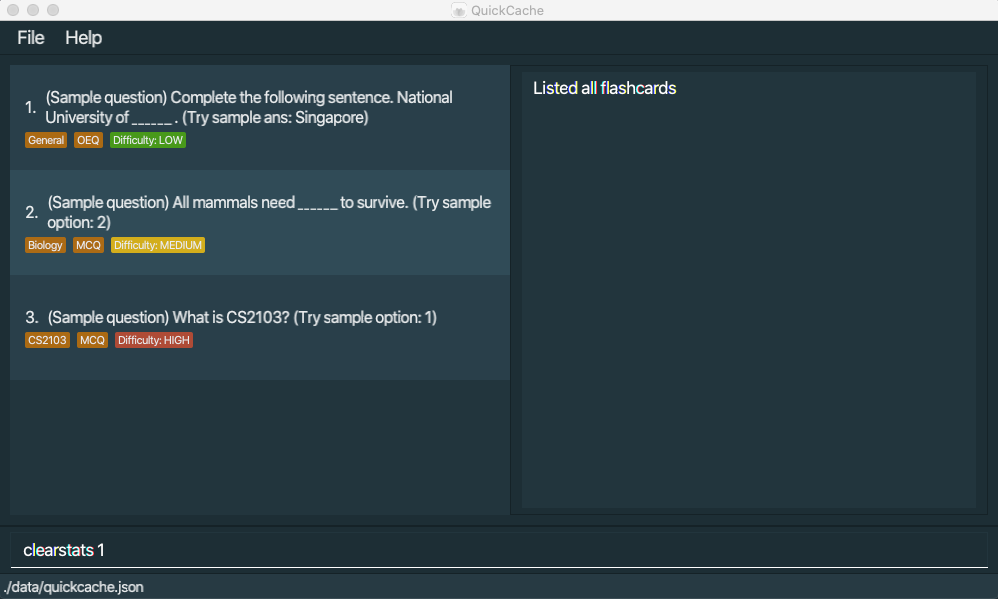 QuickCache
File Help
1. (Sample question) Complete the following sentence. National
University of ______ . (Try sample ans: Singapore)
General OEQ Difficulty: LOW
2. (Sample question) All mammals need ______ to survive. (Try sample
option: 2)
Biology MCQ Difficulty: MEDIUM
3. (Sample question) What is CS2103? (Try sample option: 1)
CS2103 MCQ Difficulty: HIGH
Listed all flashcards
clearstats 1
./data/quickcache.json